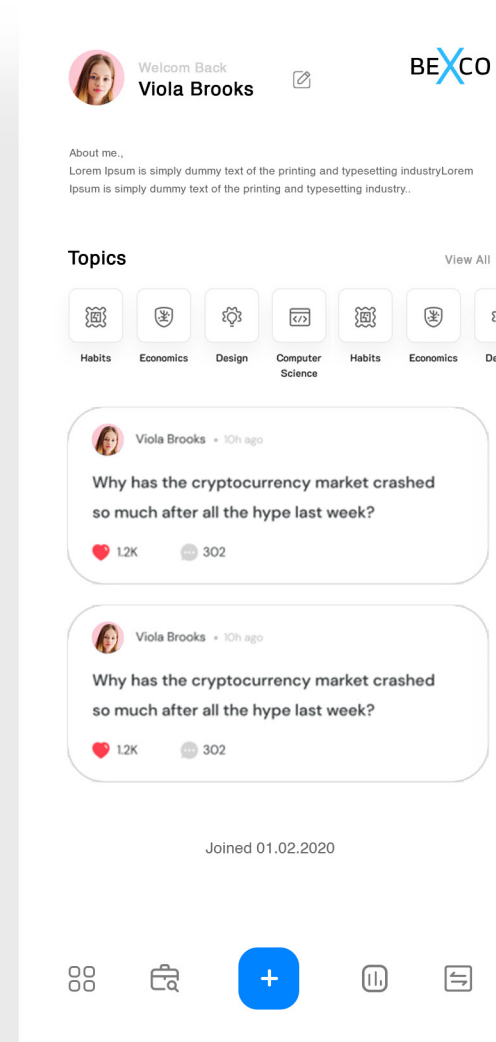 Welcom Back
Viola Brooks
BEXCO
About me.,
Lorem Ipsum is simply dummy text of the printing and typesetting industryLorem
Ipsum is simply dummy text of the printing and typesetting industry..
Topics
View All
Habits
Economics
Design
Computer
Science
Habits
Economics
De
Viola Brooks • 10h ago
Why has the cryptocurrency market crashed
so much after all the hype last week?
1.2K 302
Viola Brooks • 10h ago
Why has the cryptocurrency market crashed
so much after all the hype last week?
1.2K 302
Joined 01.02.2020